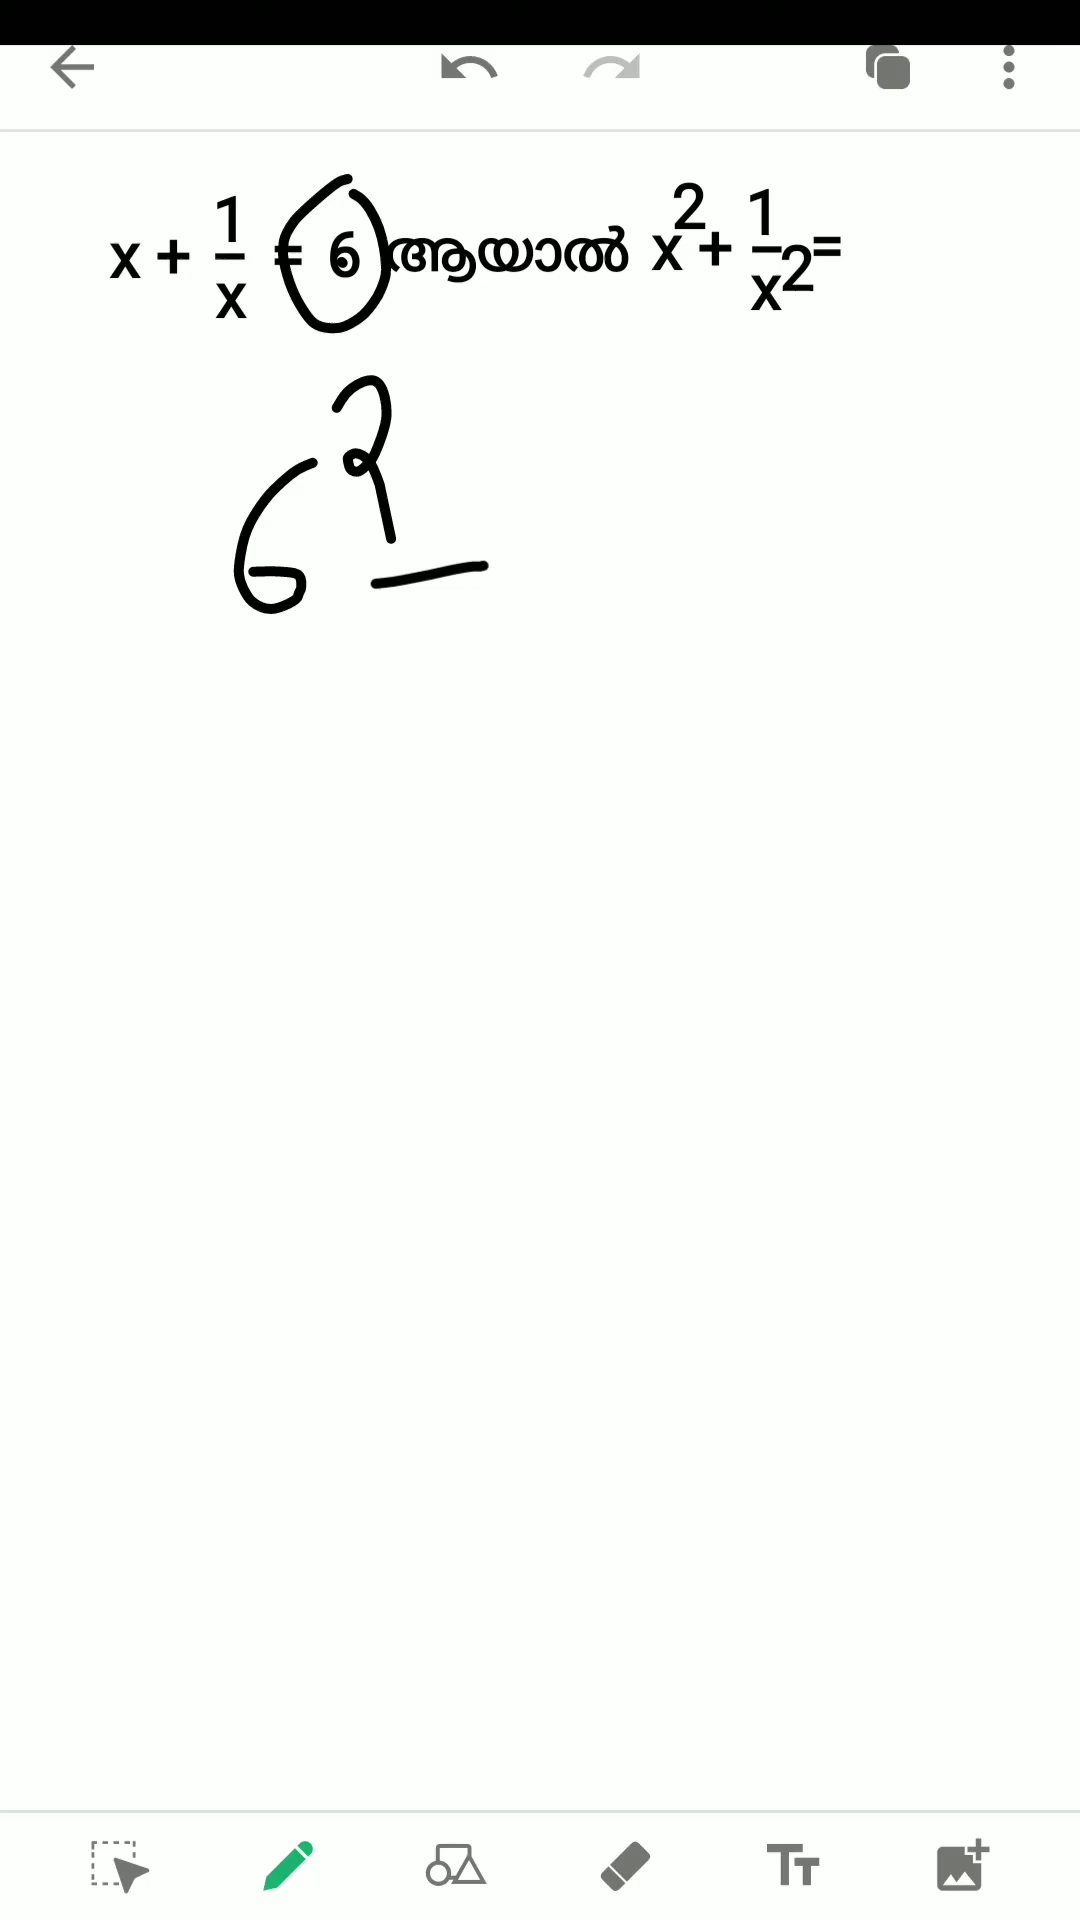 x + 1/x = 6 ആയാൽ x² + 1/x² =
6² —